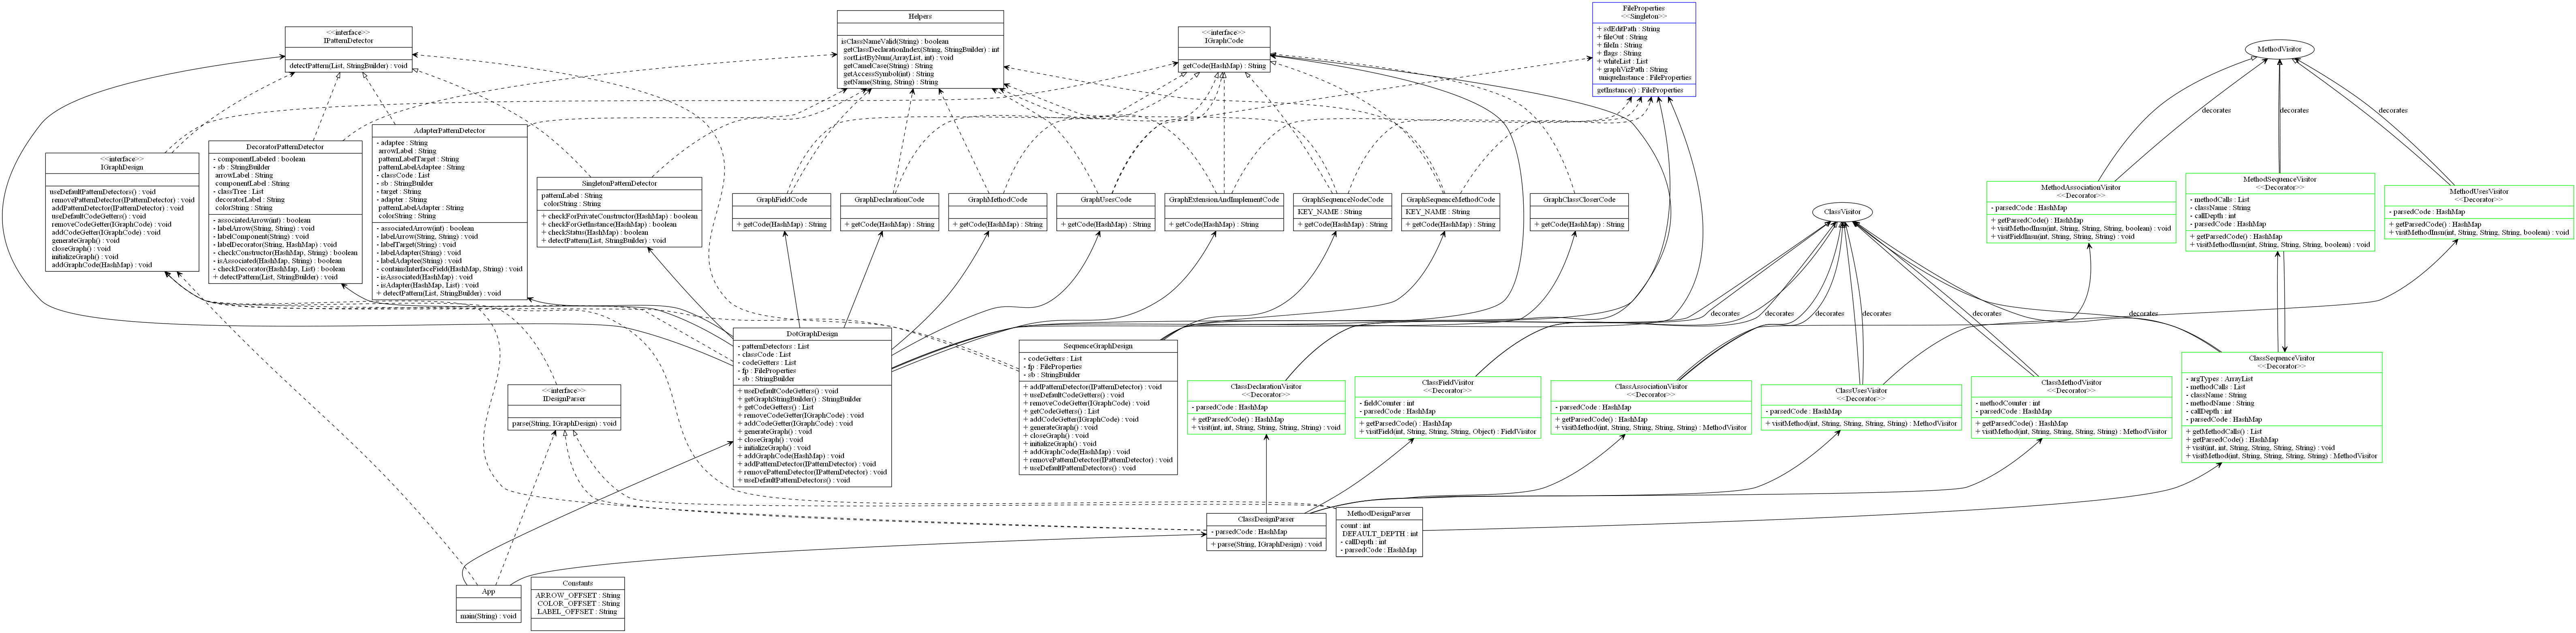 <<interface>>
IPatternDetector
detectPattern(List, StringBuilder) : void
Helpers
isClassNameValid(String) : boolean
getClassDeclarationIndex(String, StringBuilder) : int
sortListByNum(ArrayList, int) : void
getCamelCase(String) : String
getAccessSymbol(int) : String
getName(String, String) : String
<<interface>>
IGraphCode
getCode(HashMap) : String
FileProperties
<<Singleton>>
+ sdEditPath : String
+ fileOut : String
+ fileIn : String
+ flags : String
+ whiteList : List
+ graphVizPath : String
uniqueInstance : FileProperties
getInstance() : FileProperties
MethodVisitor
<<interface>>
IGraphDesign
useDefaultPatternDetectors() : void
removePatternDetector(IPatternDetector) : void
addPatternDetector(IPatternDetector) : void
useDefaultCodeGetters() : void
removeCodeGetter(IGraphCode) : void
addCodeGetter(IGraphCode) : void
generateGraph() : void
closeGraph() : void
initializeGraph() : void
addGraphCode(HashMap) : void
DecoratorPatternDetector
- componentLabeled : boolean
- sb : StringBuilder
arrowLabel : String
componentLabel : String
- classTree : List
decoratorLabel : String
colorString : String
- associatedArrow(int) : boolean
- labelArrow(String, String) : void
- labelComponent(String) : void
- labelDecorator(String, HashMap) : void
- checkConstructor(HashMap, String) : boolean
- isAssociated(HashMap, String) : boolean
- checkDecorator(HashMap, List) : boolean
+ detectPattern(List, StringBuilder) : void
AdapterPatternDetector
- adaptee : String
arrowLabel : String
patternLabelTarget : String
patternLabelAdaptee : String
- classCode : List
- sb : StringBuilder
- target : String
- adapter : String
patternLabelAdapter : String
colorString : String
- associatedArrow(int) : boolean
- labelArrow(String, String) : void
- labelTarget(String) : void
- labelAdapter(String) : void
- labelAdaptee(String) : void
- containsInterfaceField(HashMap, String) : void
- isAssociated(HashMap) : void
- isAdapter(HashMap, List) : void
+ detectPattern(List, StringBuilder) : void
SingletonPatternDetector
patternLabel : String
colorString : String
+ checkForPrivateConstructor(HashMap) : boolean
+ checkForGetInstance(HashMap) : boolean
+ checkStatus(HashMap) : boolean
+ detectPattern(List, StringBuilder) : void
GraphFieldCode
+ getCode(HashMap) : String
GraphDeclarationCode
+ getCode(HashMap) : String
GraphMethodCode
+ getCode(HashMap) : String
GraphUsesCode
+ getCode(HashMap) : String
GraphExtensionAndImplementCode
+ getCode(HashMap) : String
GraphSequenceNodeCode
KEY_NAME : String
+ getCode(HashMap) : String
GraphSequenceMethodCode
KEY_NAME : String
+ getCode(HashMap) : String
GraphClassCloserCode
+ getCode(HashMap) : String
decorates
decorates
decorates
MethodAssociationVisitor
<<Decorator>>
- parsedCode : HashMap
+ getParsedCode() : HashMap
+ visitMethodInsn(int, String, String, String, boolean) : void
+ visitFieldInsn(int, String, String, String) : void
MethodSequenceVisitor
<<Decorator>>
- methodCalls : List
- className : String
- callDepth : int
- parsedCode : HashMap
+ getParsedCode() : HashMap
+ visitMethodInsn(int, String, String, String, boolean) : void
MethodUsesVisitor
<<Decorator>>
- parsedCode : HashMap
+ getParsedCode() : HashMap
+ visitMethodInsn(int, String, String, String, boolean) : void
ClassVisitor
decorates
decorates
decorates
decorates
decorates
decorates
DotGraphDesign
- patternDetectors : List
- classCode : List
- codeGetters : List
- fp : FileProperties
- sb : StringBuilder
+ useDefaultCodeGetters() : void
+ getGraphStringBuilder() : StringBuilder
+ getCodeGetters() : List
+ removeCodeGetter(IGraphCode) : void
+ addCodeGetter(IGraphCode) : void
+ generateGraph() : void
+ closeGraph() : void
+ initializeGraph() : void
+ addGraphCode(HashMap) : void
+ addPatternDetector(IPatternDetector) : void
+ removePatternDetector(IPatternDetector) : void
+ useDefaultPatternDetectors() : void
SequenceGraphDesign
- codeGetters : List
- fp : FileProperties
- sb : StringBuilder
+ addPatternDetector(IPatternDetector) : void
+ useDefaultCodeGetters() : void
+ removeCodeGetter(IGraphCode) : void
+ getCodeGetters() : List
+ addCodeGetter(IGraphCode) : void
+ generateGraph() : void
+ closeGraph() : void
+ initializeGraph() : void
+ addGraphCode(HashMap) : void
+ removePatternDetector(IPatternDetector) : void
+ useDefaultPatternDetectors() : void
<<interface>>
IDesignParser
parse(String, IGraphDesign) : void
ClassDeclarationVisitor
<<Decorator>>
- parsedCode : HashMap
+ getParsedCode() : HashMap
+ visit(int, int, String, String, String, String) : void
ClassFieldVisitor
<<Decorator>>
- fieldCounter : int
- parsedCode : HashMap
+ getParsedCode() : HashMap
+ visitField(int, String, String, String, Object) : FieldVisitor
ClassAssociationVisitor
<<Decorator>>
- parsedCode : HashMap
+ getParsedCode() : HashMap
+ visitMethod(int, String, String, String, String) : MethodVisitor
ClassUsesVisitor
<<Decorator>>
- parsedCode : HashMap
+ visitMethod(int, String, String, String, String) : MethodVisitor
ClassMethodVisitor
<<Decorator>>
- methodCounter : int
- parsedCode : HashMap
+ getParsedCode() : HashMap
+ visitMethod(int, String, String, String, String) : MethodVisitor
ClassSequenceVisitor
<<Decorator>>
- argTypes : ArrayList
- methodCalls : List
- className : String
- methodName : String
- callDepth : int
- parsedCode : HashMap
+ getMethodCalls() : List
+ getParsedCode() : HashMap
+ visit(int, int, String, String, String, String) : void
+ visitMethod(int, String, String, String, String) : MethodVisitor
ClassDesignParser
- parsedCode : HashMap
+ parse(String, IGraphDesign) : void
MethodDesignParser
count : int
DEFAULT_DEPTH : int
- callDepth : int
- parsedCode : HashMap
App
main(String) : void
Constants
ARROW_OFFSET : String
COLOR_OFFSET : String
LABEL_OFFSET : String